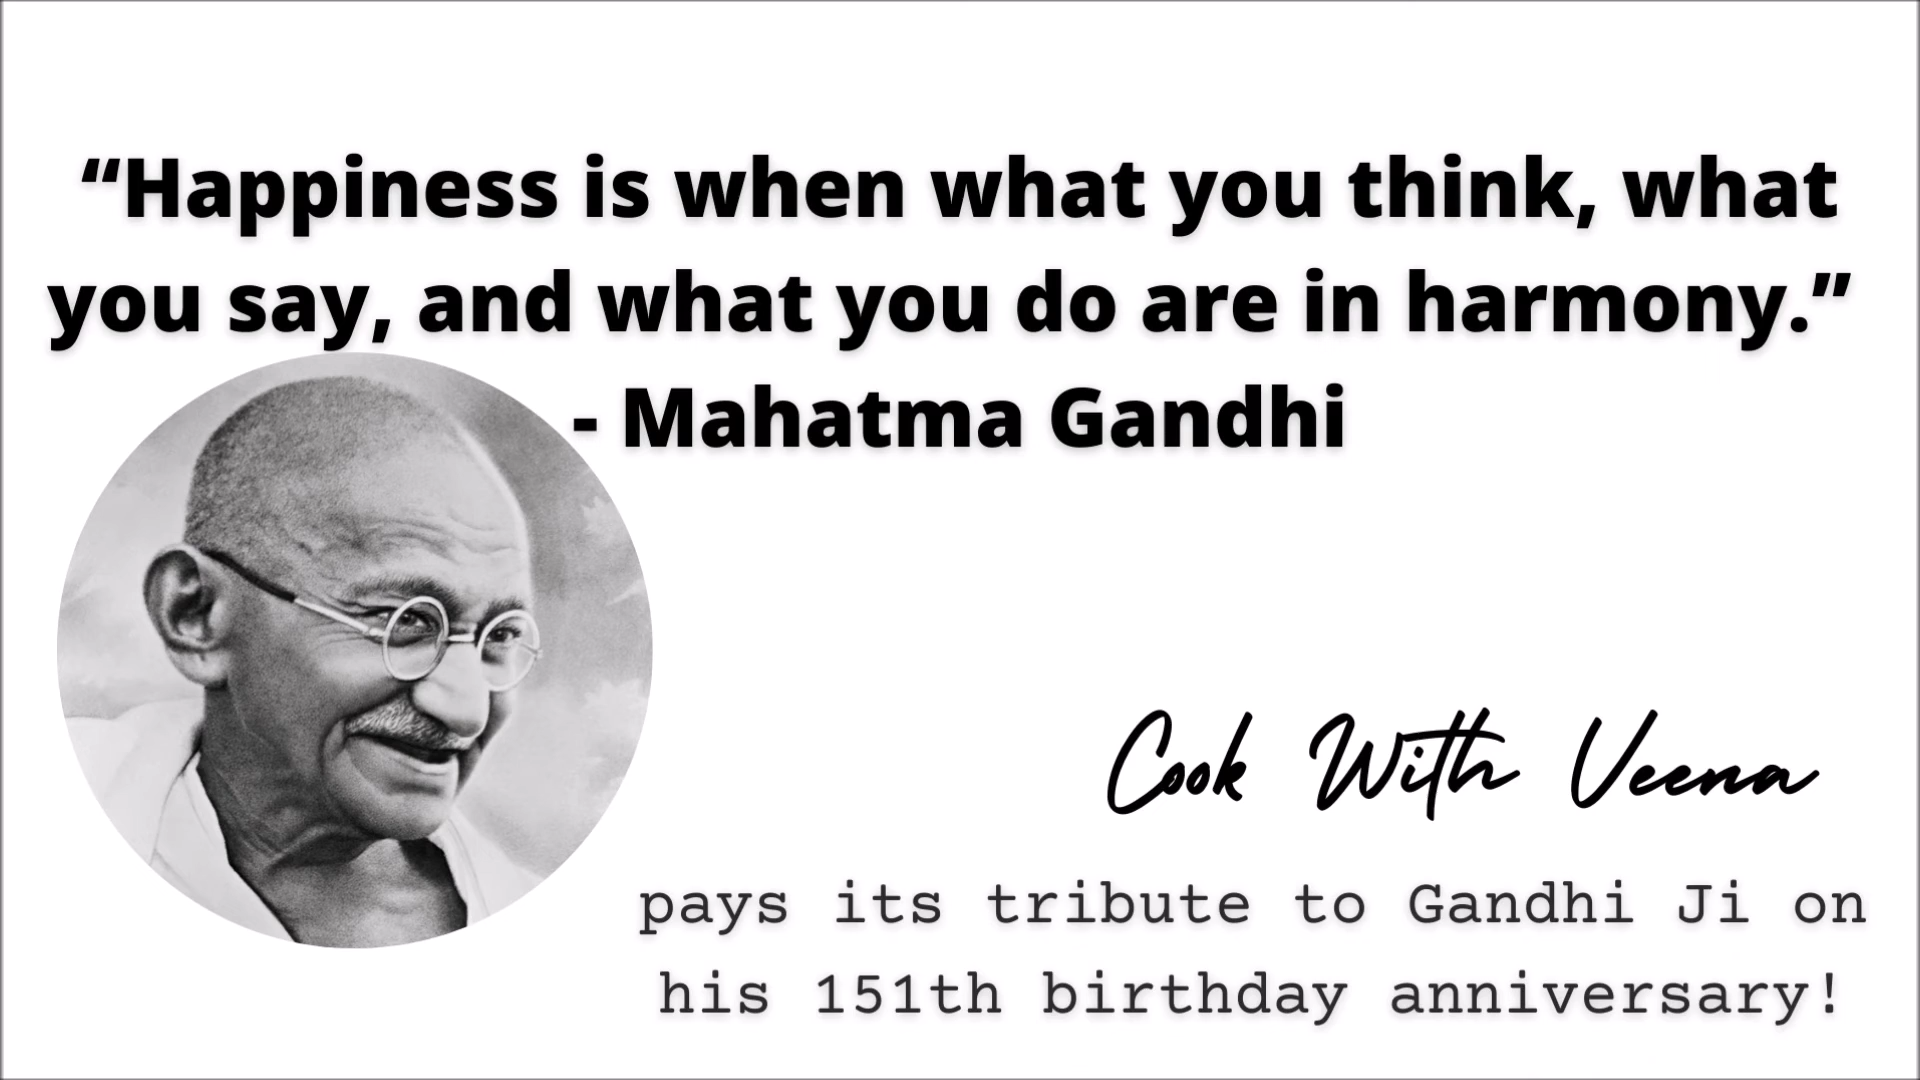 “Happiness is when what you think, what
you say, and what you do are in harmony.”
- Mahatma Gandhi
Cook With Veena
pays its tribute to Gandhi Ji on
his 151th birthday anniversary!